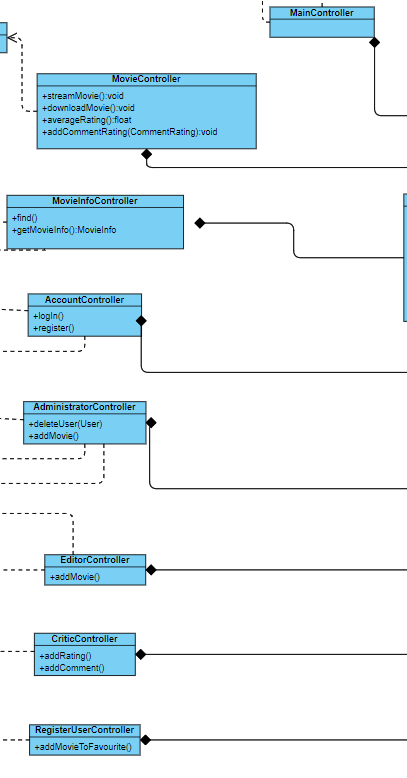 MainController
MovieController
+streamMovie():void
+downloadMovie():void
+averageRating():float
+addCommentRating(CommentRating):void
MovieInfoController
+find()
+getMovieInfo():MovieInfo
AccountController
+logIn()
+register()
AdministratorController
+deleteUser(User)
+addMovie()
EditorController
+addMovie()
CriticController
+addRating()
+addComment()
RegisterUserController
+addMovieToFavourite()